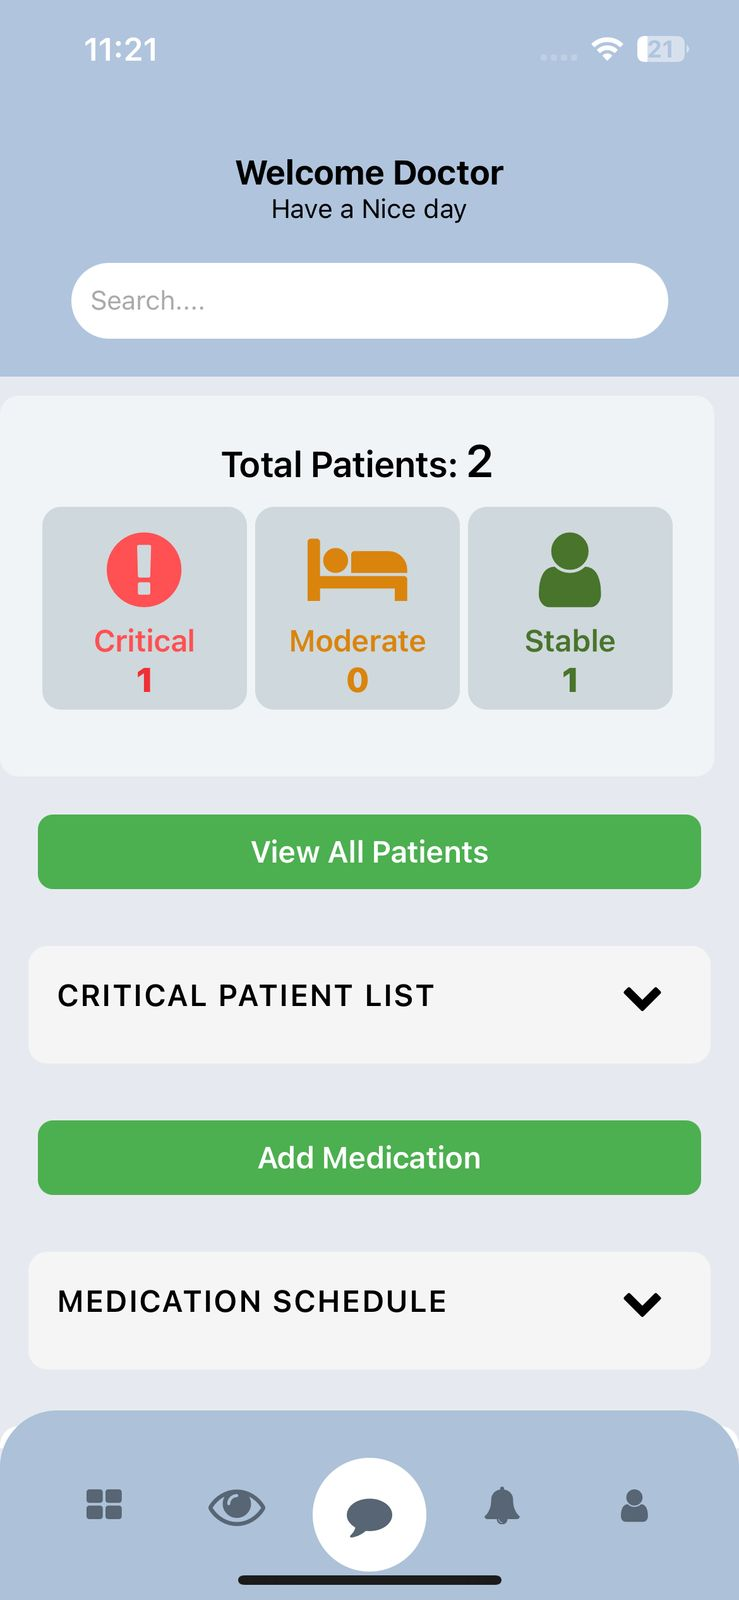 11:21
21
Welcome Doctor
Have a Nice day
Search....
Total Patients: 2
Critical
1
Moderate
0
Stable
1
View All Patients
CRITICAL PATIENT LIST
Add Medication
MEDICATION SCHEDULE